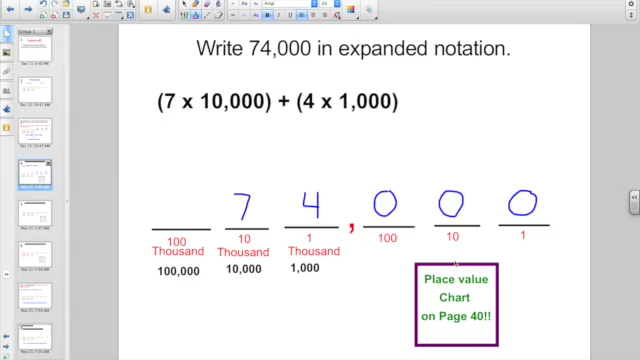 Write 74,000 in expanded notation.
(7 x 10,000) + (4 x 1,000)
7 4 , 0 0 0
100 Thousand 10 Thousand 1 Thousand 100 10 1
100,000 10,000 1,000
Place value
Chart
on Page 40!!